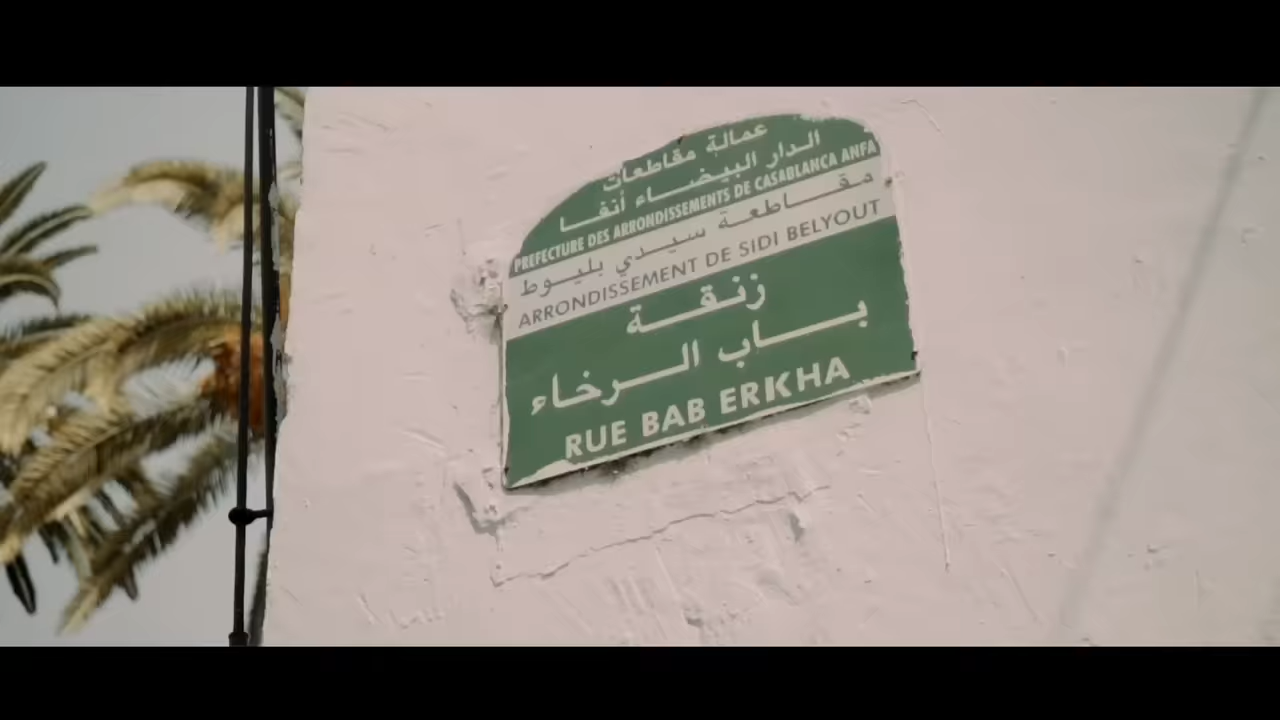 عمالة مقاطعات
الدار البيضاء أنفا
PREFECTURE DES ARRONDISSEMENTS DE CASABLANCA ANFA
مقاطعة سيدي بليوط
ARRONDISSEMENT DE SIDI BELYOUT
زنقة
باب الرخاء
RUE BAB ERKHA